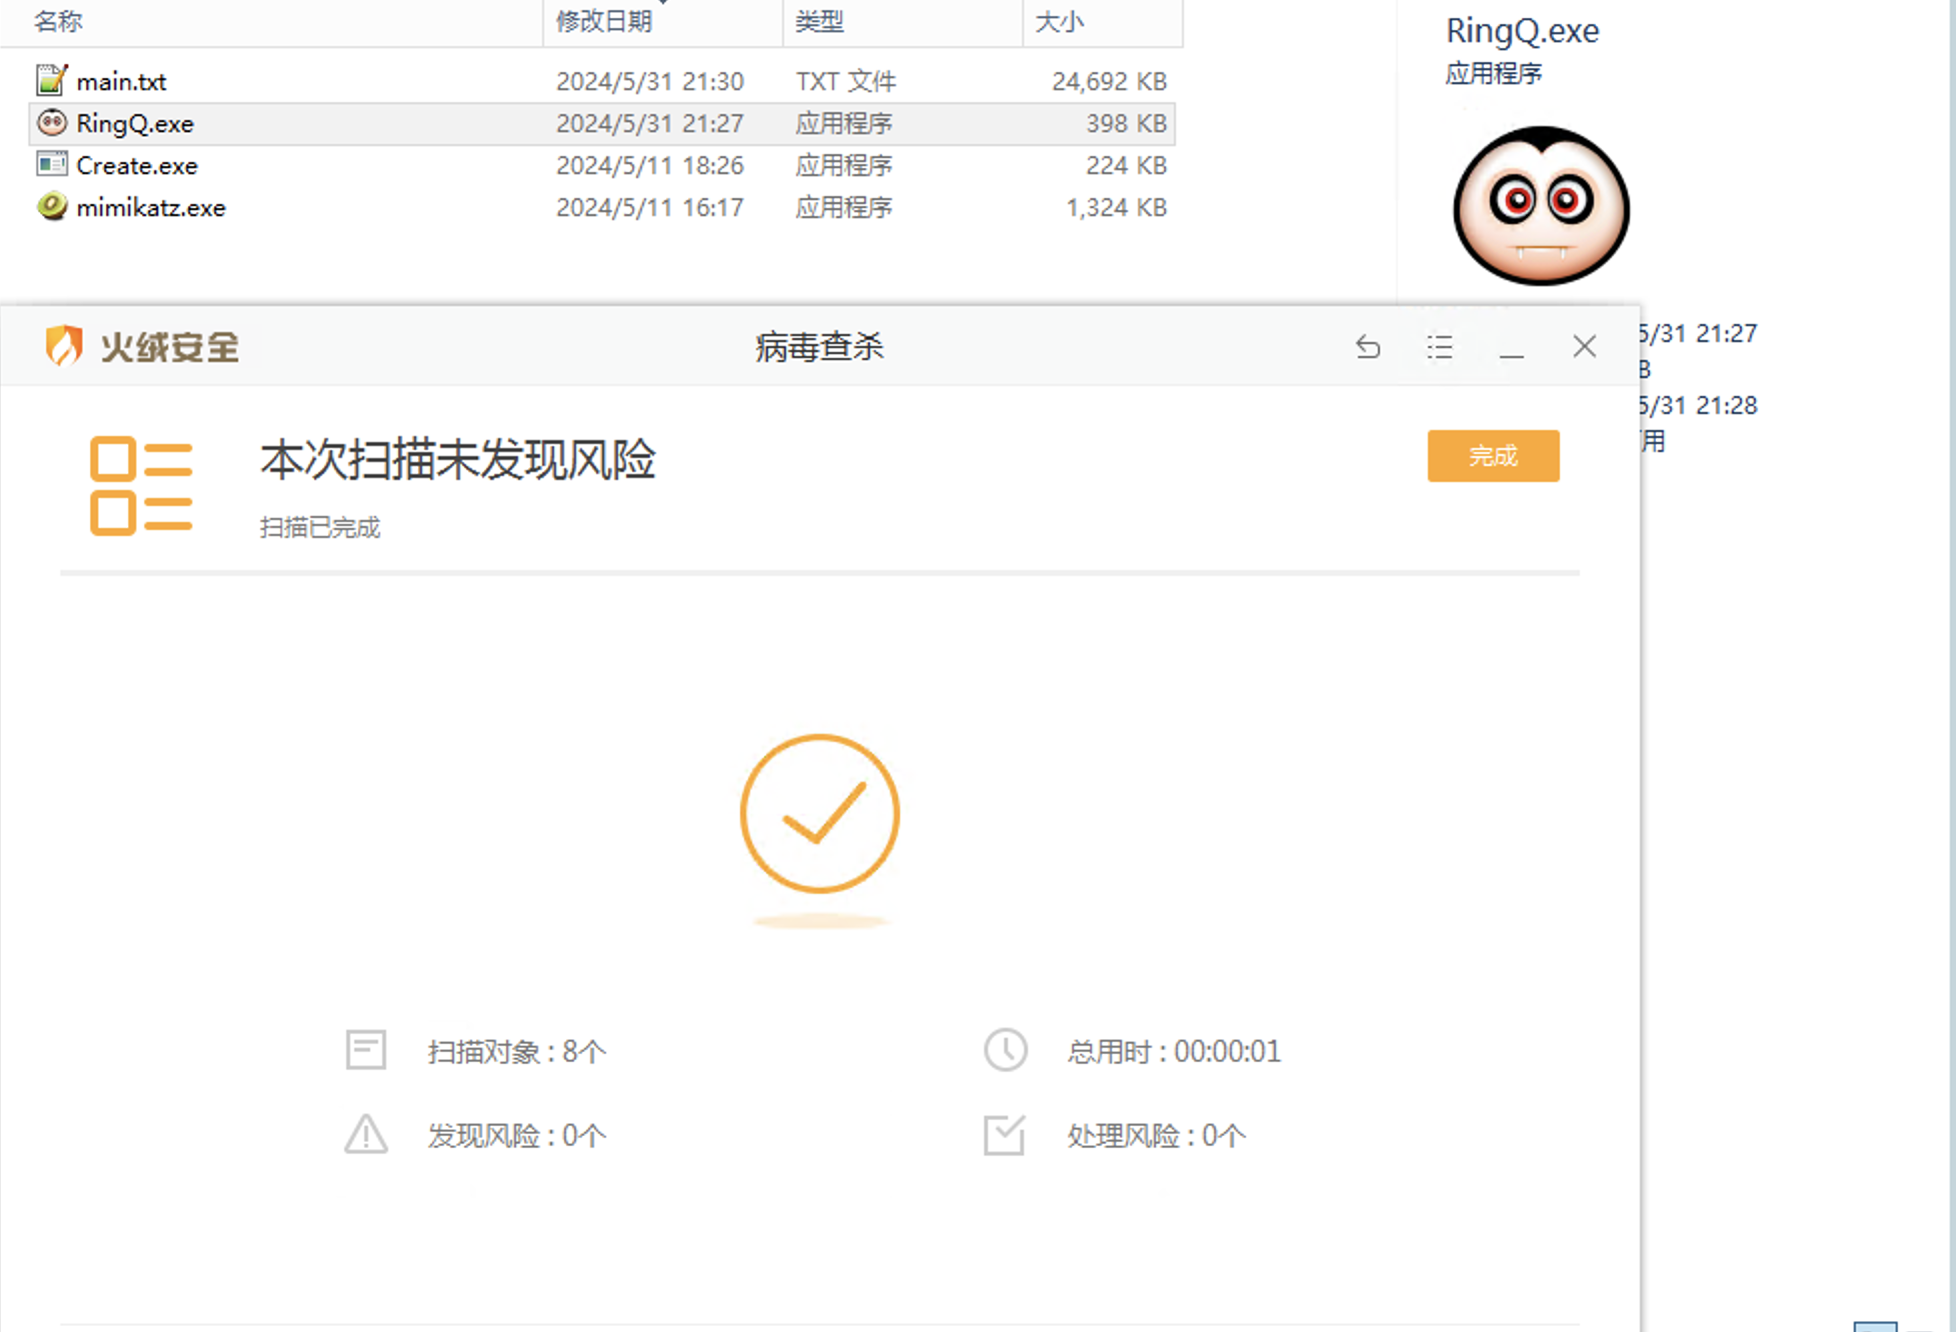 名称 修改日期 类型 大小
main.txt 2024/5/31 21:30 TXT 文件 24,692 KB
RingQ.exe 2024/5/31 21:27 应用程序 398 KB
Create.exe 2024/5/11 18:26 应用程序 224 KB
mimikatz.exe 2024/5/11 16:17 应用程序 1,324 KB
RingQ.exe
应用程序
5/31 21:27
B
5/31 21:28
用
火绒安全
病毒查杀
本次扫描未发现风险
扫描已完成
完成
扫描对象 : 8个
总用时 : 00:00:01
发现风险 : 0个
处理风险 : 0个